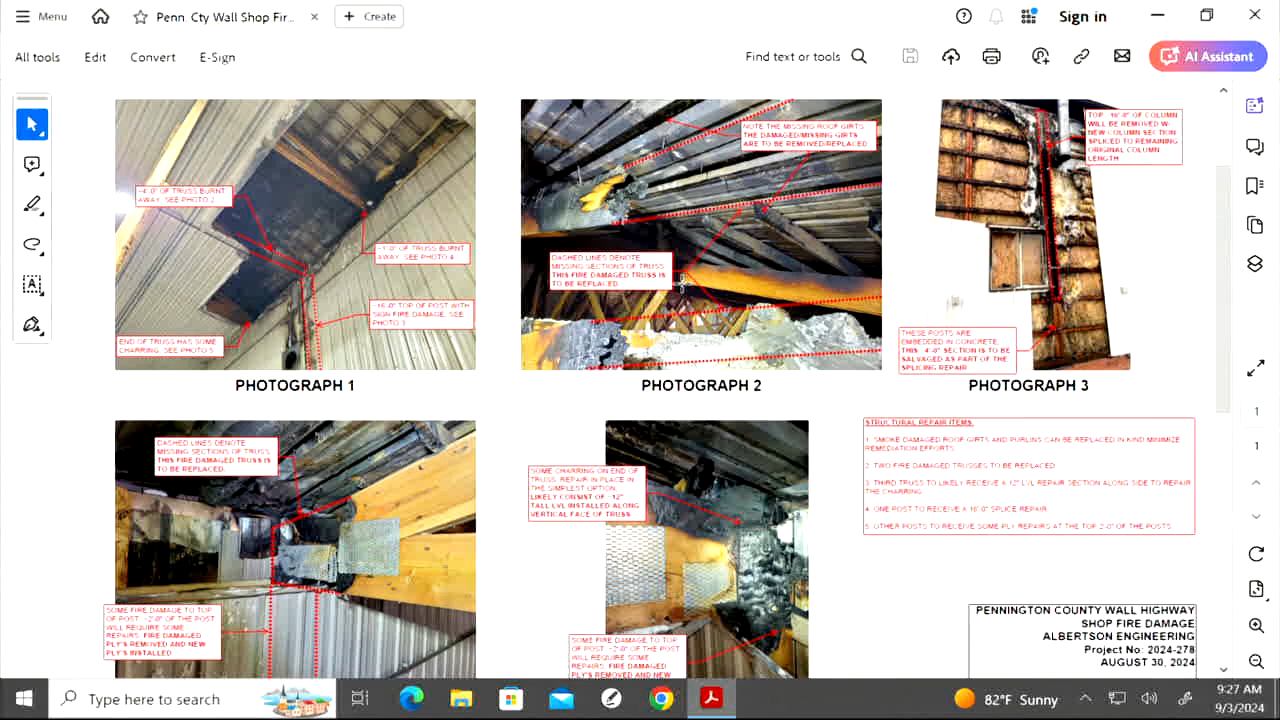 Menu
Penn. Cty Wall Shop Fir...
Create
Sign in
All tools
Edit
Convert
E-Sign
Find text or tools
AI Assistant
~4'-0" OF TRUSS BURNT
AWAY. SEE PHOTO 2
~1'-0" OF TRUSS BURNT
AWAY. SEE PHOTO 4
~16'-0" TOP OF POST WITH
SIGN FIRE DAMAGE. SEE
PHOTO 3
END OF TRUSS HAS SOME
CHARRING. SEE PHOTO 5
PHOTOGRAPH 1
NOTE THE MISSING ROOF GIRTS.
THE DAMAGED/MISSING GIRTS
ARE TO BE REMOVED/REPLACED
DASHED LINES DENOTE
MISSING SECTIONS OF TRUSS.
THIS FIRE DAMAGED TRUSS IS
TO BE REPLACED.
PHOTOGRAPH 2
TOP ~16'-0" OF COLUMN
WILL BE REMOVED W/
NEW COLUMN SECTION
SPLICED TO REMAINING
ORIGINAL COLUMN
LENGTH
THESE POSTS ARE
EMBEDDED IN CONCRETE.
THIS ~4'-0" SECTION IS TO BE
SALVAGED AS PART OF THE
SPLICING REPAIR
PHOTOGRAPH 3
DASHED LINES DENOTE
MISSING SECTIONS OF TRUSS.
THIS FIRE DAMAGED TRUSS IS
TO BE REPLACED.
SOME FIRE DAMAGE TO TOP
OF POST. ~2'-0" OF THE POST
WILL REQUIRE SOME
REPAIRS. FIRE DAMAGED
PLY'S REMOVED AND NEW
PLY'S INSTALLED
SOME CHARRING ON END OF
TRUSS. REPAIR IN PLACE IN
THE SIMPLEST OPTION.
LIKELY CONSIST OF ~12"
TALL LVL INSTALLED ALONG
VERTICAL FACE OF TRUSS
SOME FIRE DAMAGE TO TOP
OF POST. ~2'-0" OF THE POST
WILL REQUIRE SOME
REPAIRS. FIRE DAMAGED
PLY'S REMOVED AND NEW
STRUCTURAL REPAIR ITEMS:
1. SMOKE DAMAGED ROOF GIRTS AND PURLINS CAN BE REPLACED IN KIND MINIMIZE
REMEDIATION EFFORTS.
2. TWO FIRE DAMAGED TRUSSES TO BE REPLACED
3. THIRD TRUSS TO LIKELY RECEIVE A 12" LVL REPAIR SECTION ALONG SIDE TO REPAIR
THE CHARRING.
4. ONE POST TO RECEIVE A 16'-0" SPLICE REPAIR
5. OTHER POSTS TO RECEIVE SOME PLY REPAIRS AT THE TOP 2'-0" OF THE POSTS.
PENNINGTON COUNTY WALL HIGHWAY
SHOP FIRE DAMAGE
ALBERTSON ENGINEERING
Project No: 2024-278
AUGUST 30, 2024
1
1
Type here to search
82°F Sunny
9:27 AM
9/3/2024